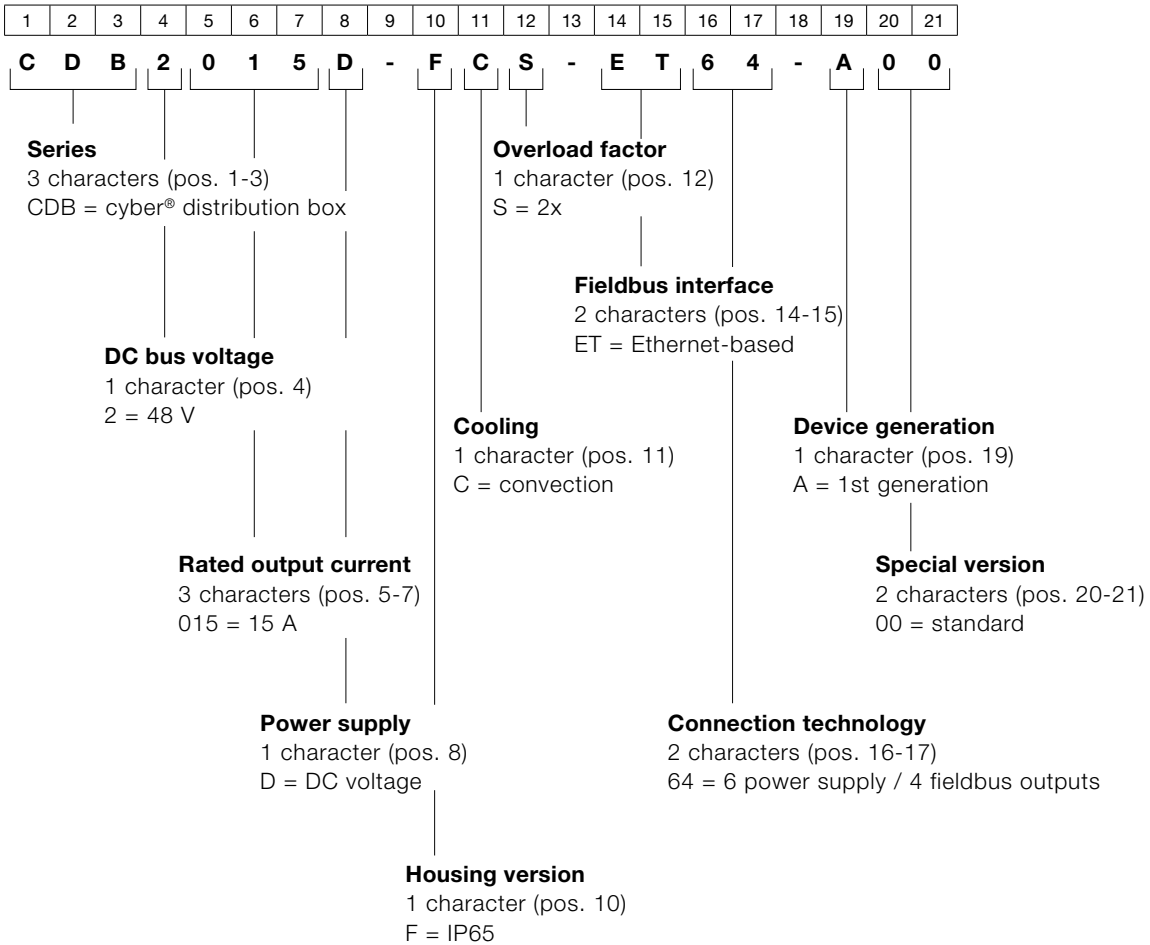 1 2 3 4 5 6 7 8 9 10 11 12 13 14 15 16 17 18 19 20 21
C D B 2 0 1 5 D - F C S - E T 6 4 - A 0 0
Series
3 characters (pos. 1-3)
CDB = cyber® distribution box
Overload factor
1 character (pos. 12)
S = 2x
Fieldbus interface
2 characters (pos. 14-15)
ET = Ethernet-based
DC bus voltage
1 character (pos. 4)
2 = 48 V
Cooling
1 character (pos. 11)
C = convection
Device generation
1 character (pos. 19)
A = 1st generation
Rated output current
3 characters (pos. 5-7)
015 = 15 A
Special version
2 characters (pos. 20-21)
00 = standard
Power supply
1 character (pos. 8)
D = DC voltage
Connection technology
2 characters (pos. 16-17)
64 = 6 power supply / 4 fieldbus outputs
Housing version
1 character (pos. 10)
F = IP65